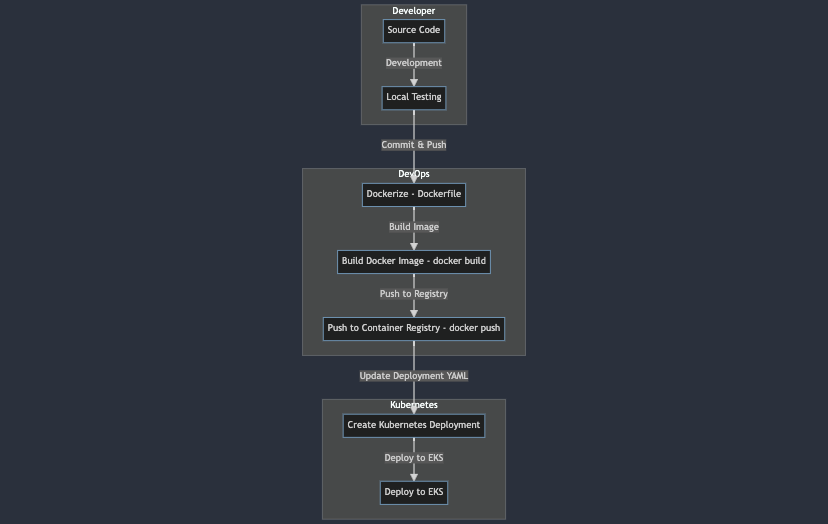 Developer
Source Code
Development
Local Testing
Commit & Push
DevOps
Dockerize - Dockerfile
Build Image
Build Docker Image - docker build
Push to Registry
Push to Container Registry - docker push
Update Deployment YAML
Kubernetes
Create Kubernetes Deployment
Deploy to EKS
Deploy to EKS